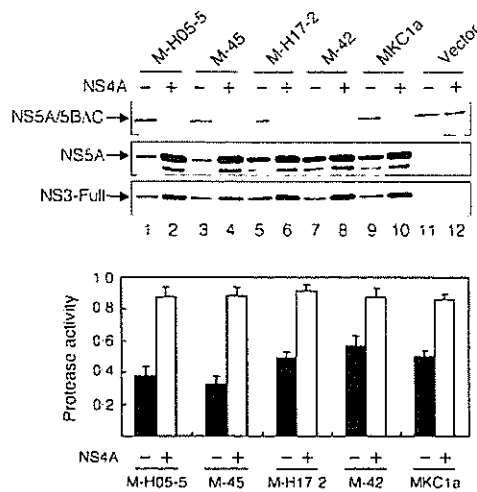 M-H05-5 M-45 M-H17-2 M-42 MKC1a Vector
NS4A − + − + − + − + − + − +
NS5A/5BΔC
NS5A
NS3-Full
1 2 3 4 5 6 7 8 9 10 11 12
Protease activity
1·0
0·8
0·6
0·4
0·2
NS4A − + − + − + − + − +
M-H05-5 M-45 M-H17 2 M-42 MKC1a